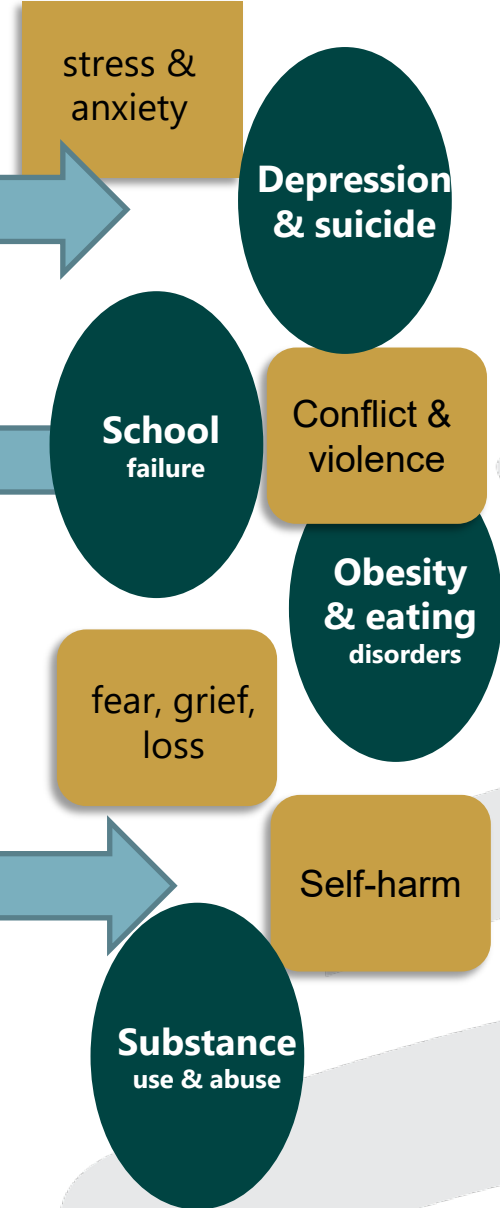 stress &
anxiety
Depression
& suicide
School
failure
Conflict &
violence
Obesity
& eating
disorders
fear, grief,
loss
Self-harm
Substance
use & abuse